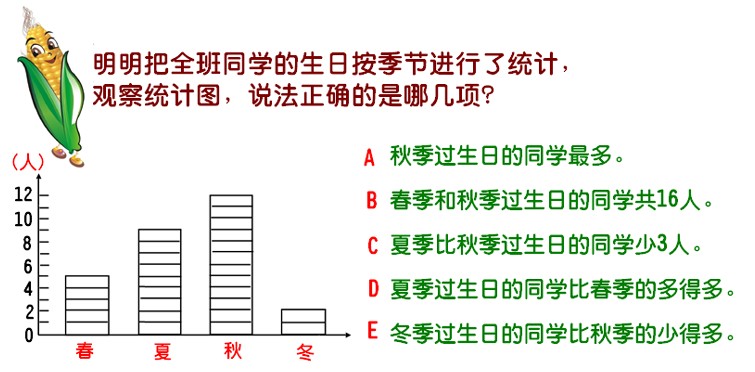 明明把全班同学的生日按季节进行了统计，
观察统计图，说法正确的是哪几项？
A 秋季过生日的同学最多。
B 春季和秋季过生日的同学共16人。
C 夏季比秋季过生日的同学少3人。
D 夏季过生日的同学比春季的多得多。
E 冬季过生日的同学比秋季的少得多。
(人)
12
10
8
6
4
2
0
春 夏 秋 冬